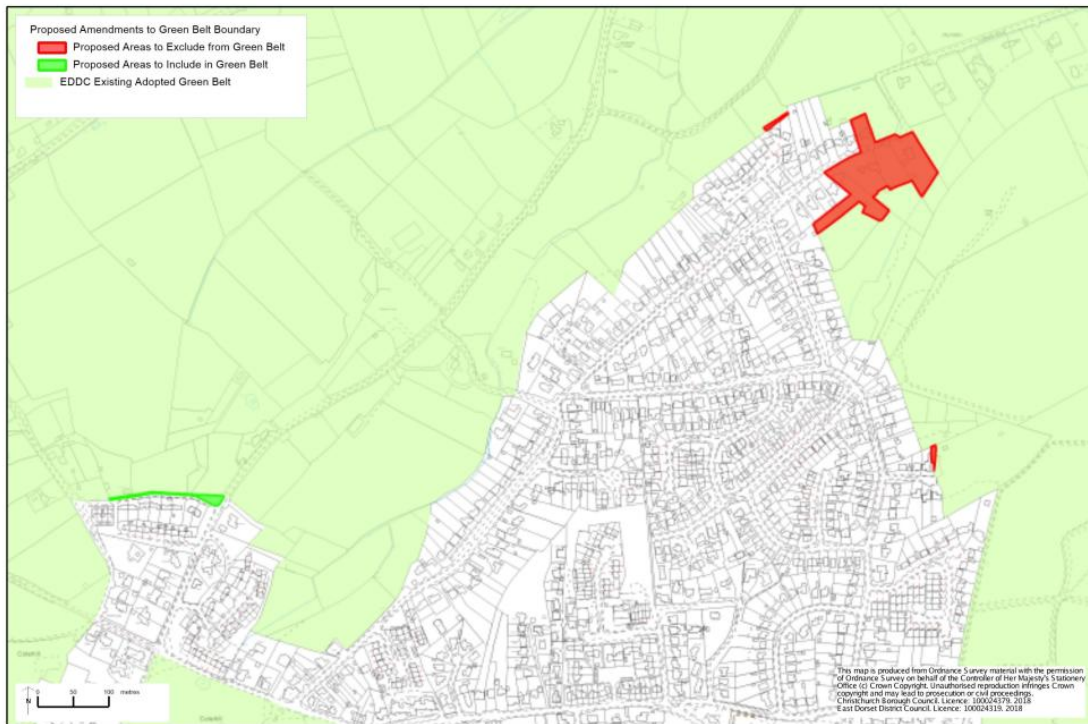 Proposed Amendments to Green Belt Boundary
Proposed Areas to Exclude from Green Belt
Proposed Areas to Include in Green Belt
EDDC Existing Adopted Green Belt
N
0 50 100 metres
This map is produced from Ordnance Survey material with the permission
of Ordnance Survey on behalf of the Controller of Her Majesty's Stationery
Office (c) Crown Copyright. Unauthorised reproduction infringes Crown
copyright and may lead to prosecution or civil proceedings.
Christchurch Borough Council. Licence: 100024379. 2018
East Dorset District Council. Licence: 100024319. 2018